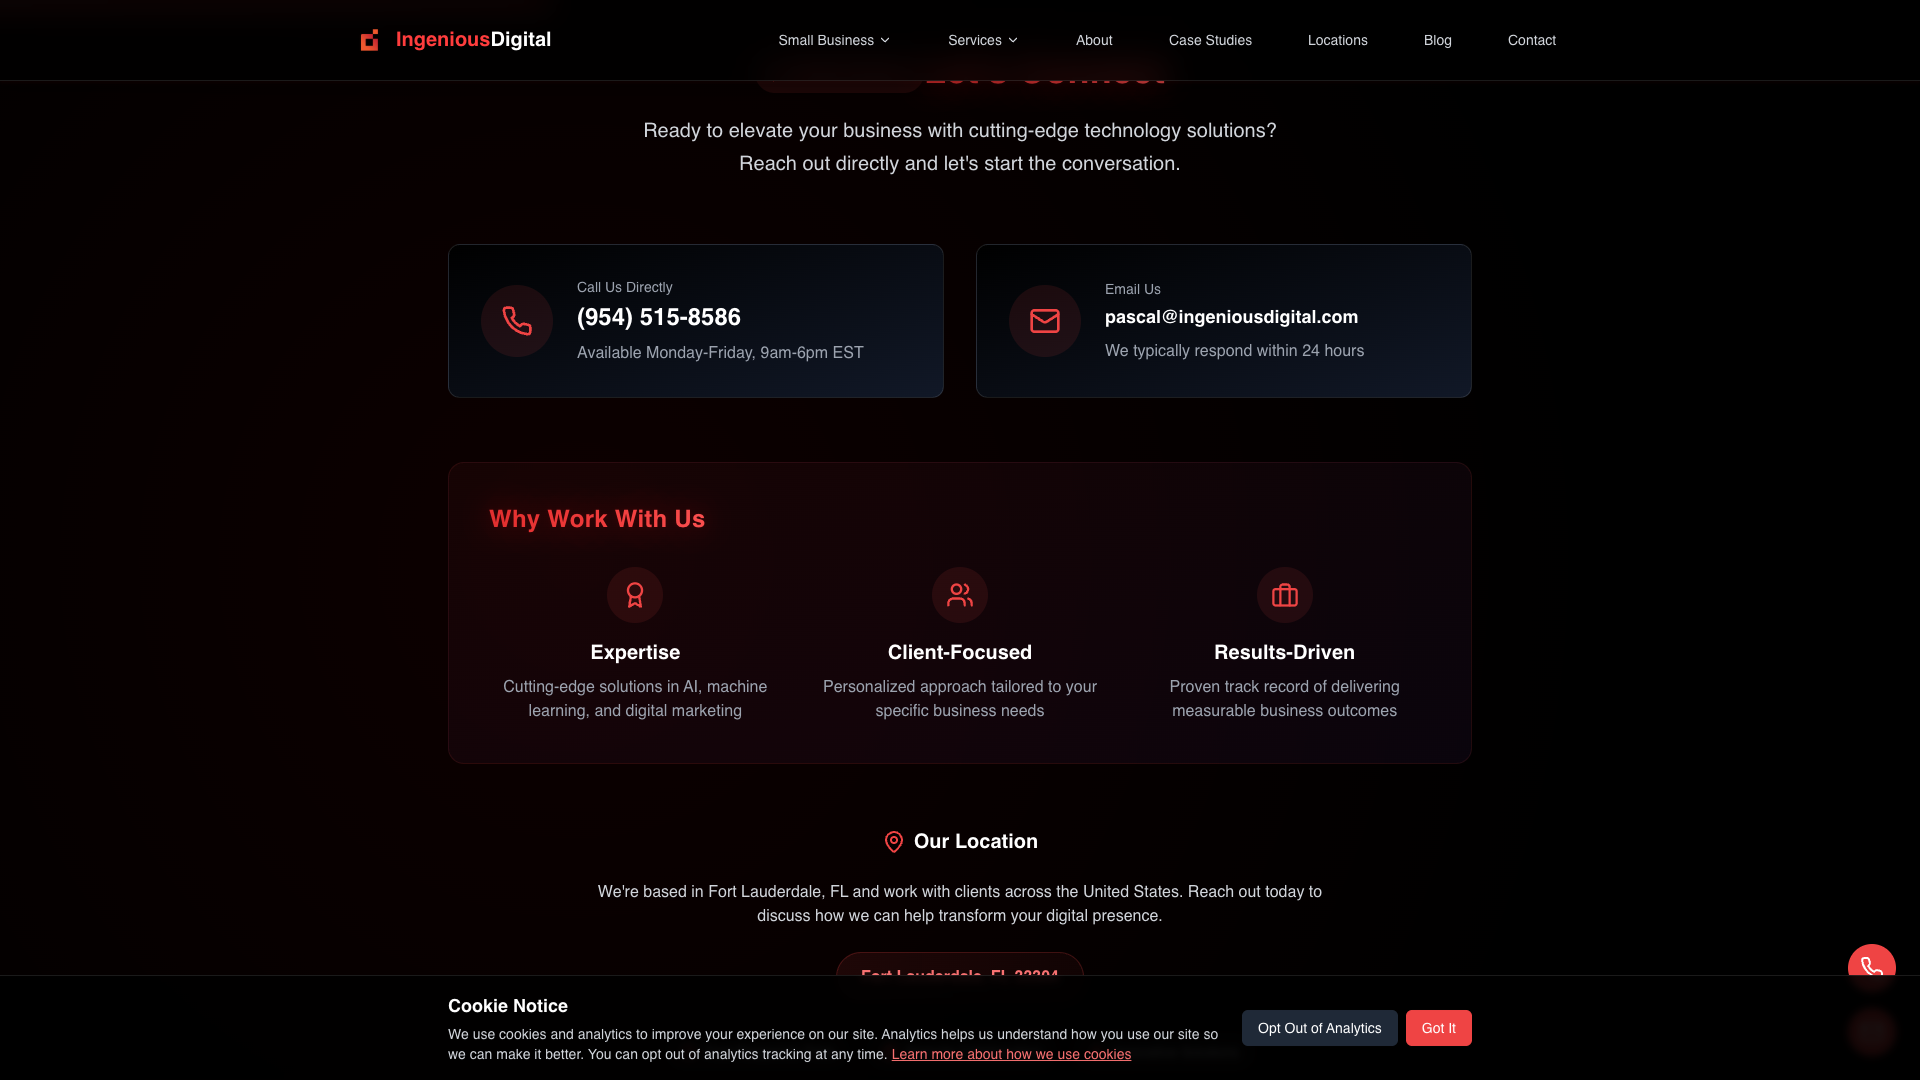 IngeniousDigital
Small Business
Services
About
Case Studies
Locations
Blog
Contact
Let's Connect
Ready to elevate your business with cutting-edge technology solutions?
Reach out directly and let's start the conversation.
Call Us Directly
(954) 515-8586
Available Monday-Friday, 9am-6pm EST
Email Us
pascal@ingeniousdigital.com
We typically respond within 24 hours
Why Work With Us
Expertise
Cutting-edge solutions in AI, machine
learning, and digital marketing
Client-Focused
Personalized approach tailored to your
specific business needs
Results-Driven
Proven track record of delivering
measurable business outcomes
Our Location
We're based in Fort Lauderdale, FL and work with clients across the United States. Reach out today to
discuss how we can help transform your digital presence.
Fort Lauderdale, FL 33304
Cookie Notice
We use cookies and analytics to improve your experience on our site. Analytics helps us understand how you use our site so
we can make it better. You can opt out of analytics tracking at any time. Learn more about how we use cookies
Opt Out of Analytics
Got It